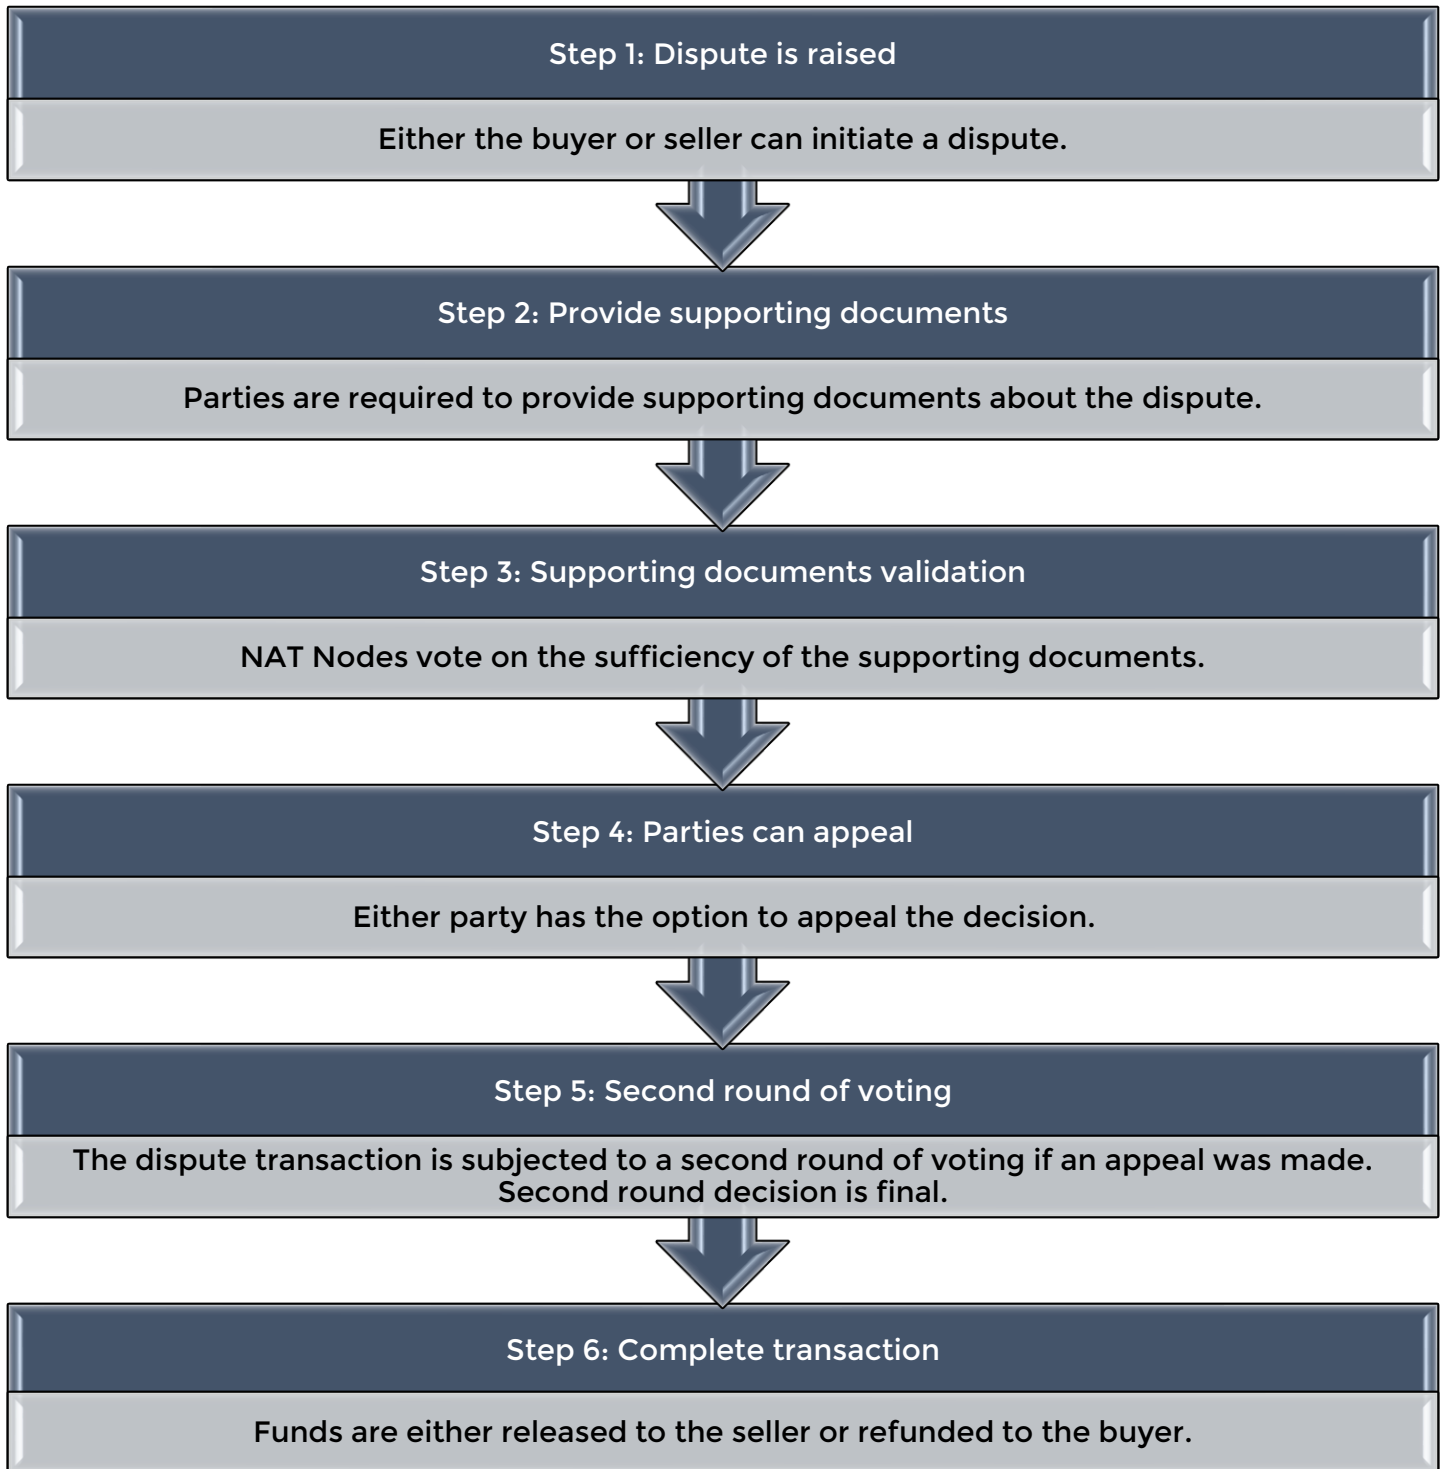 Step 1: Dispute is raised
Either the buyer or seller can initiate a dispute.
Step 2: Provide supporting documents
Parties are required to provide supporting documents about the dispute.
Step 3: Supporting documents validation
NAT Nodes vote on the sufficiency of the supporting documents.
Step 4: Parties can appeal
Either party has the option to appeal the decision.
Step 5: Second round of voting
The dispute transaction is subjected to a second round of voting if an appeal was made.
Second round decision is final.
Step 6: Complete transaction
Funds are either released to the seller or refunded to the buyer.